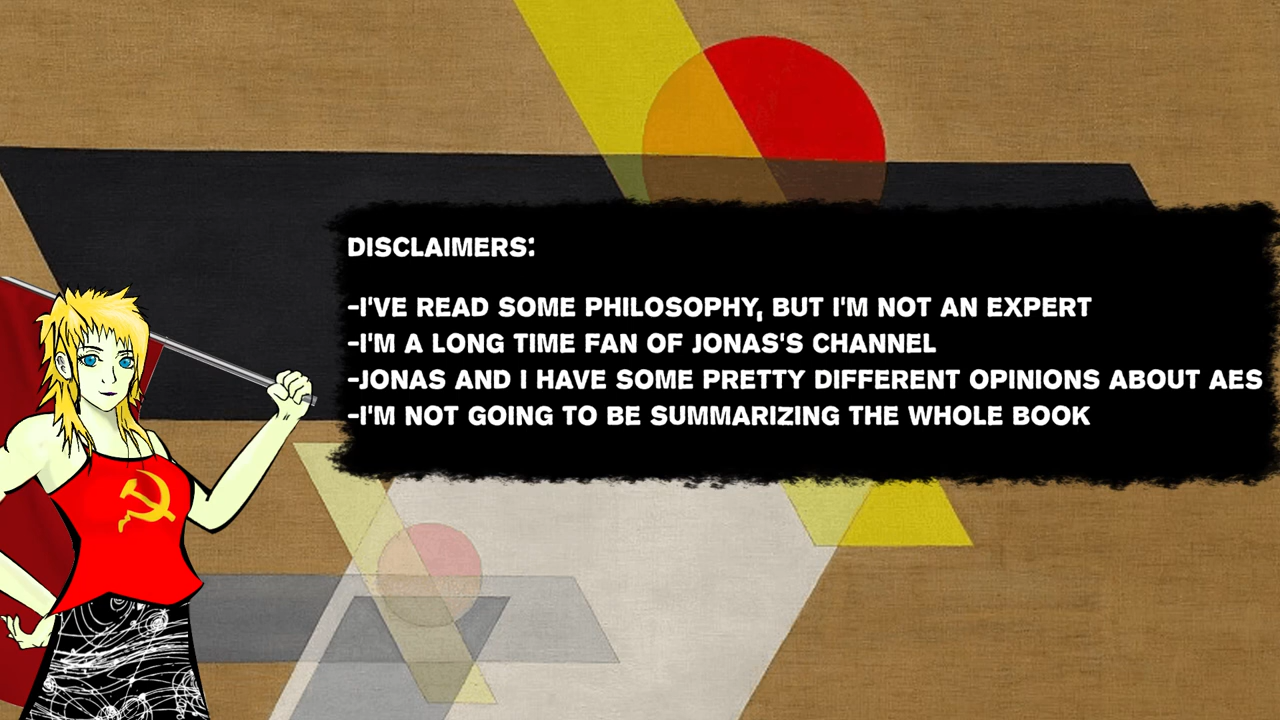 DISCLAIMERS:
-I'VE READ SOME PHILOSOPHY, BUT I'M NOT AN EXPERT
-I'M A LONG TIME FAN OF JONAS'S CHANNEL
-JONAS AND I HAVE SOME PRETTY DIFFERENT OPINIONS ABOUT AES
-I'M NOT GOING TO BE SUMMARIZING THE WHOLE BOOK